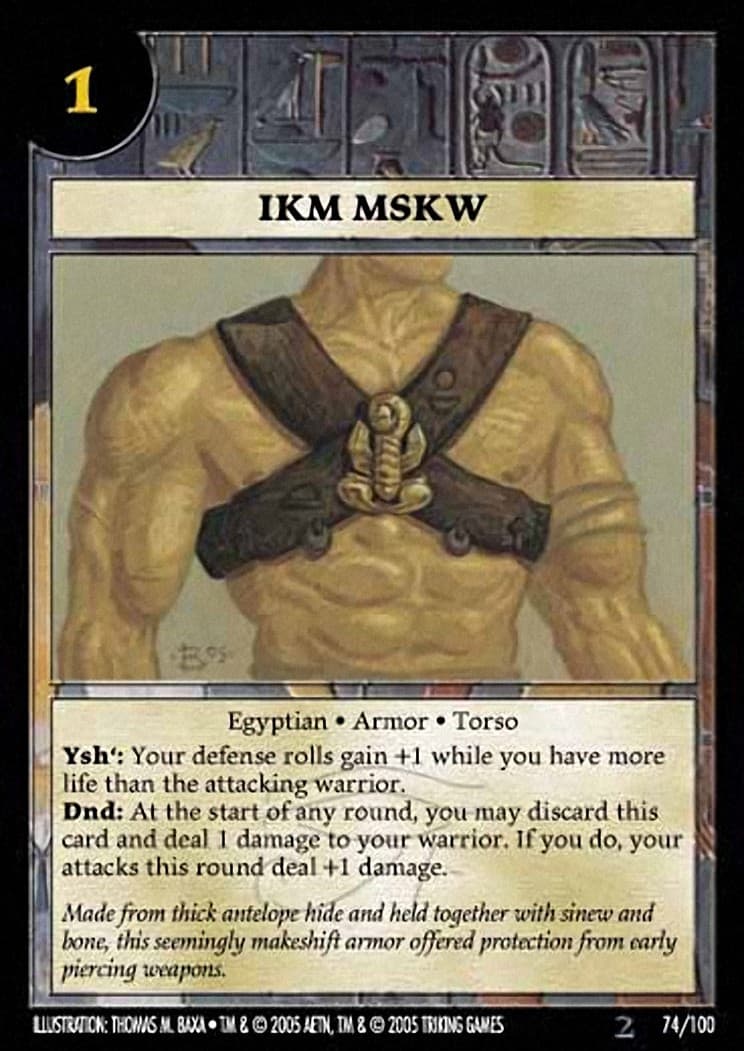 1
IKM MSKW
B 05
Egyptian • Armor • Torso
Ysh‘: Your defense rolls gain +1 while you have more
life than the attacking warrior.
Dnd: At the start of any round, you may discard this
card and deal 1 damage to your warrior. If you do, your
attacks this round deal +1 damage.
Made from thick antelope hide and held together with sinew and
bone, this seemingly makeshift armor offered protection from early
piercing weapons.
ILLUSTRATION: THOMAS M. BAXA • TM & © 2005 AETN, TM & © 2005 TRIKING GAMES 2 74/100